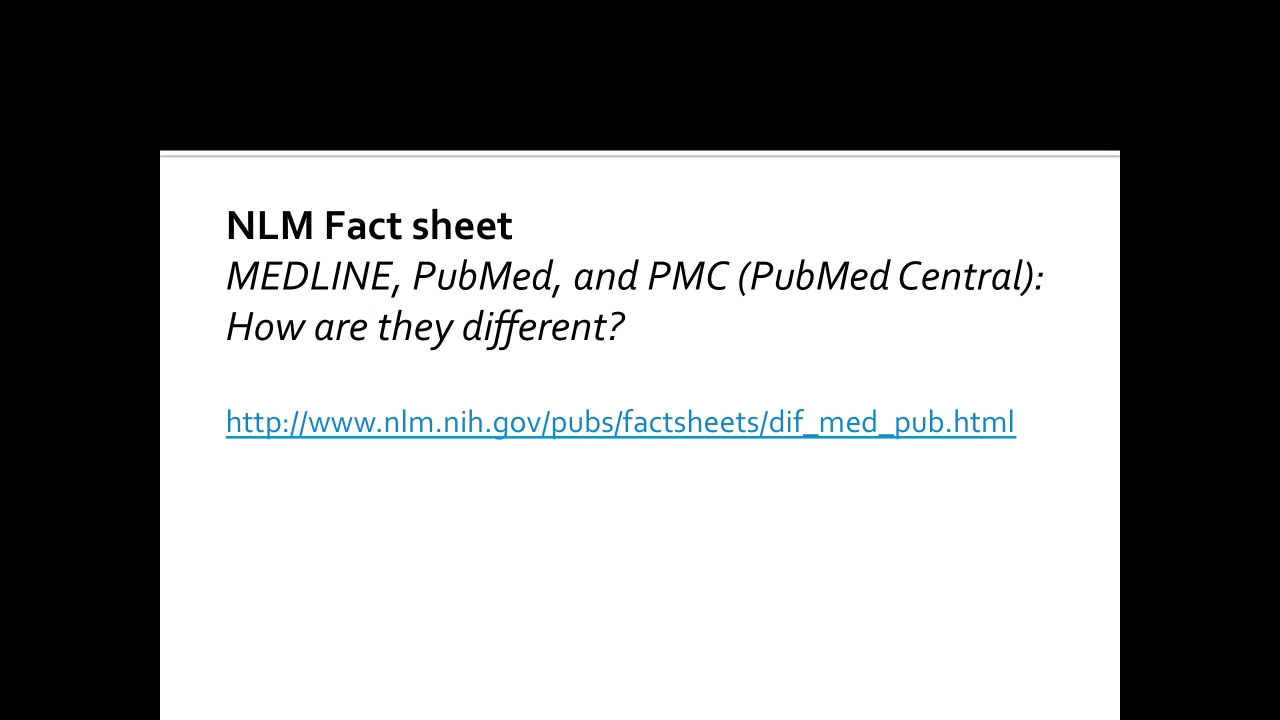 NLM Fact sheet
MEDLINE, PubMed, and PMC (PubMed Central):
How are they different?
http://www.nlm.nih.gov/pubs/factsheets/dif_med_pub.html